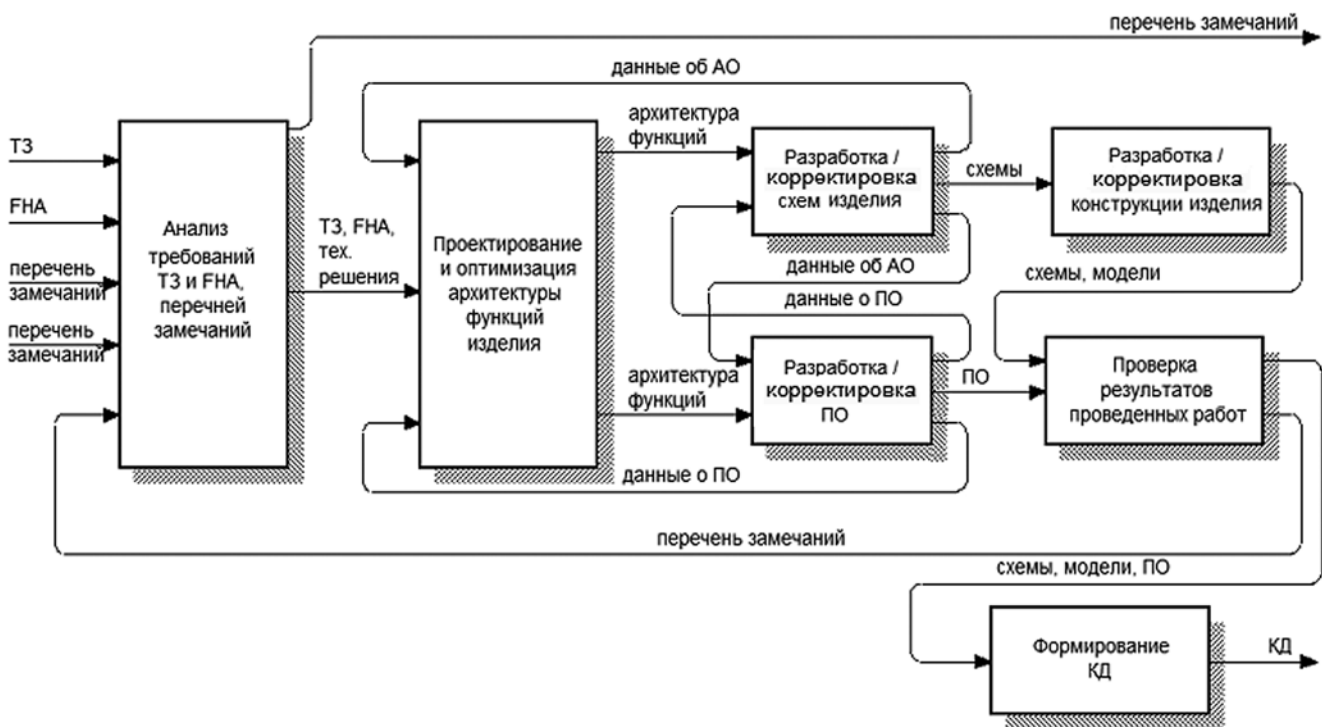 перечень замечаний
данные об АО
архитектура
функций
ТЗ
FHA
перечень
замечаний
перечень
замечаний
Анализ
требований
ТЗ и FHA,
перечней
замечаний
ТЗ, FHA,
тех.
решения
Проектирование
и оптимизация
архитектуры
функций
изделия
Разработка /
корректировка
схем изделия
схемы
Разработка /
корректировка
конструкции изделия
данные об АО
данные о ПО
схемы, модели
архитектура
функций
Разработка /
корректировка
ПО
ПО
Проверка
результатов
проведенных работ
данные о ПО
перечень замечаний
схемы, модели, ПО
Формирование
КД
КД